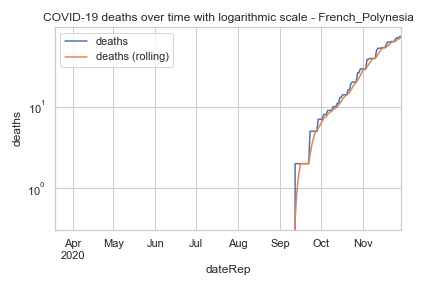 COVID-19 deaths over time with logarithmic scale - French_Polynesia
deaths
deaths (rolling)
10¹
10⁰
deaths
Apr May Jun Jul Aug Sep Oct Nov
2020
dateRep